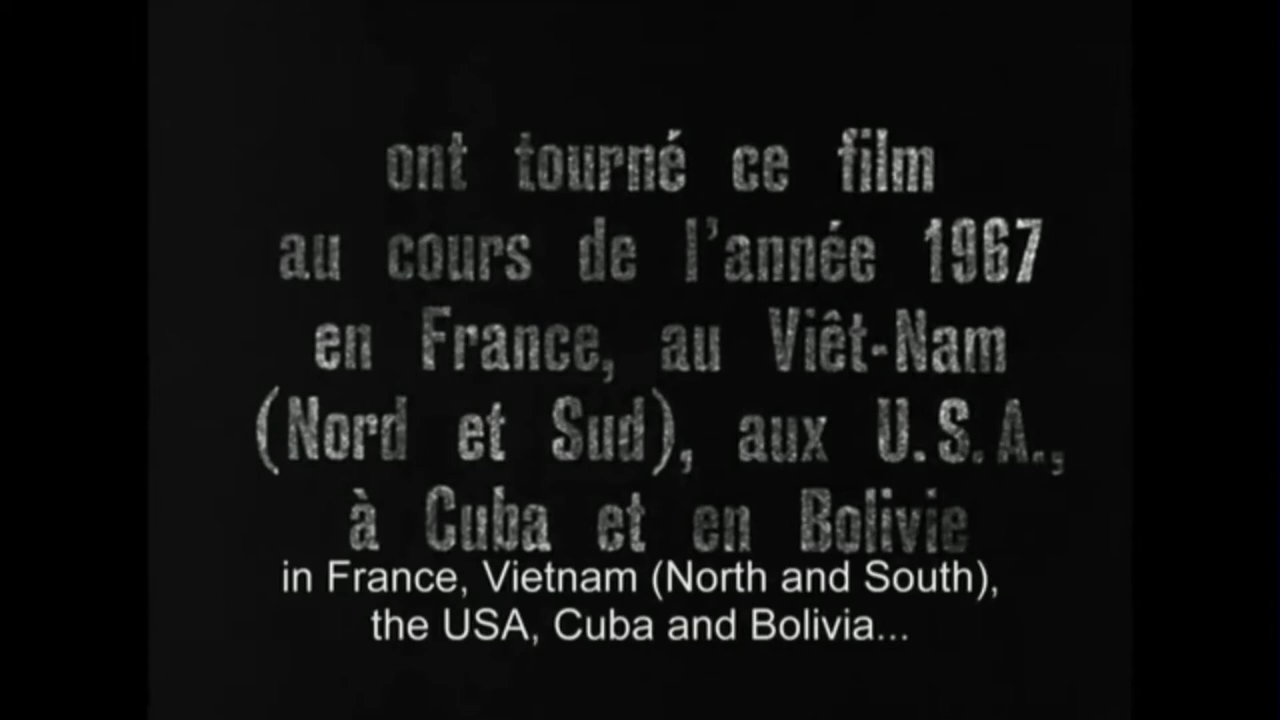 ont tourné ce film
au cours de l'année 1967
en France, au Viêt-Nam
(Nord et Sud), aux U.S.A.,
à Cuba et en Bolivie
in France, Vietnam (North and South),
the USA, Cuba and Bolivia...